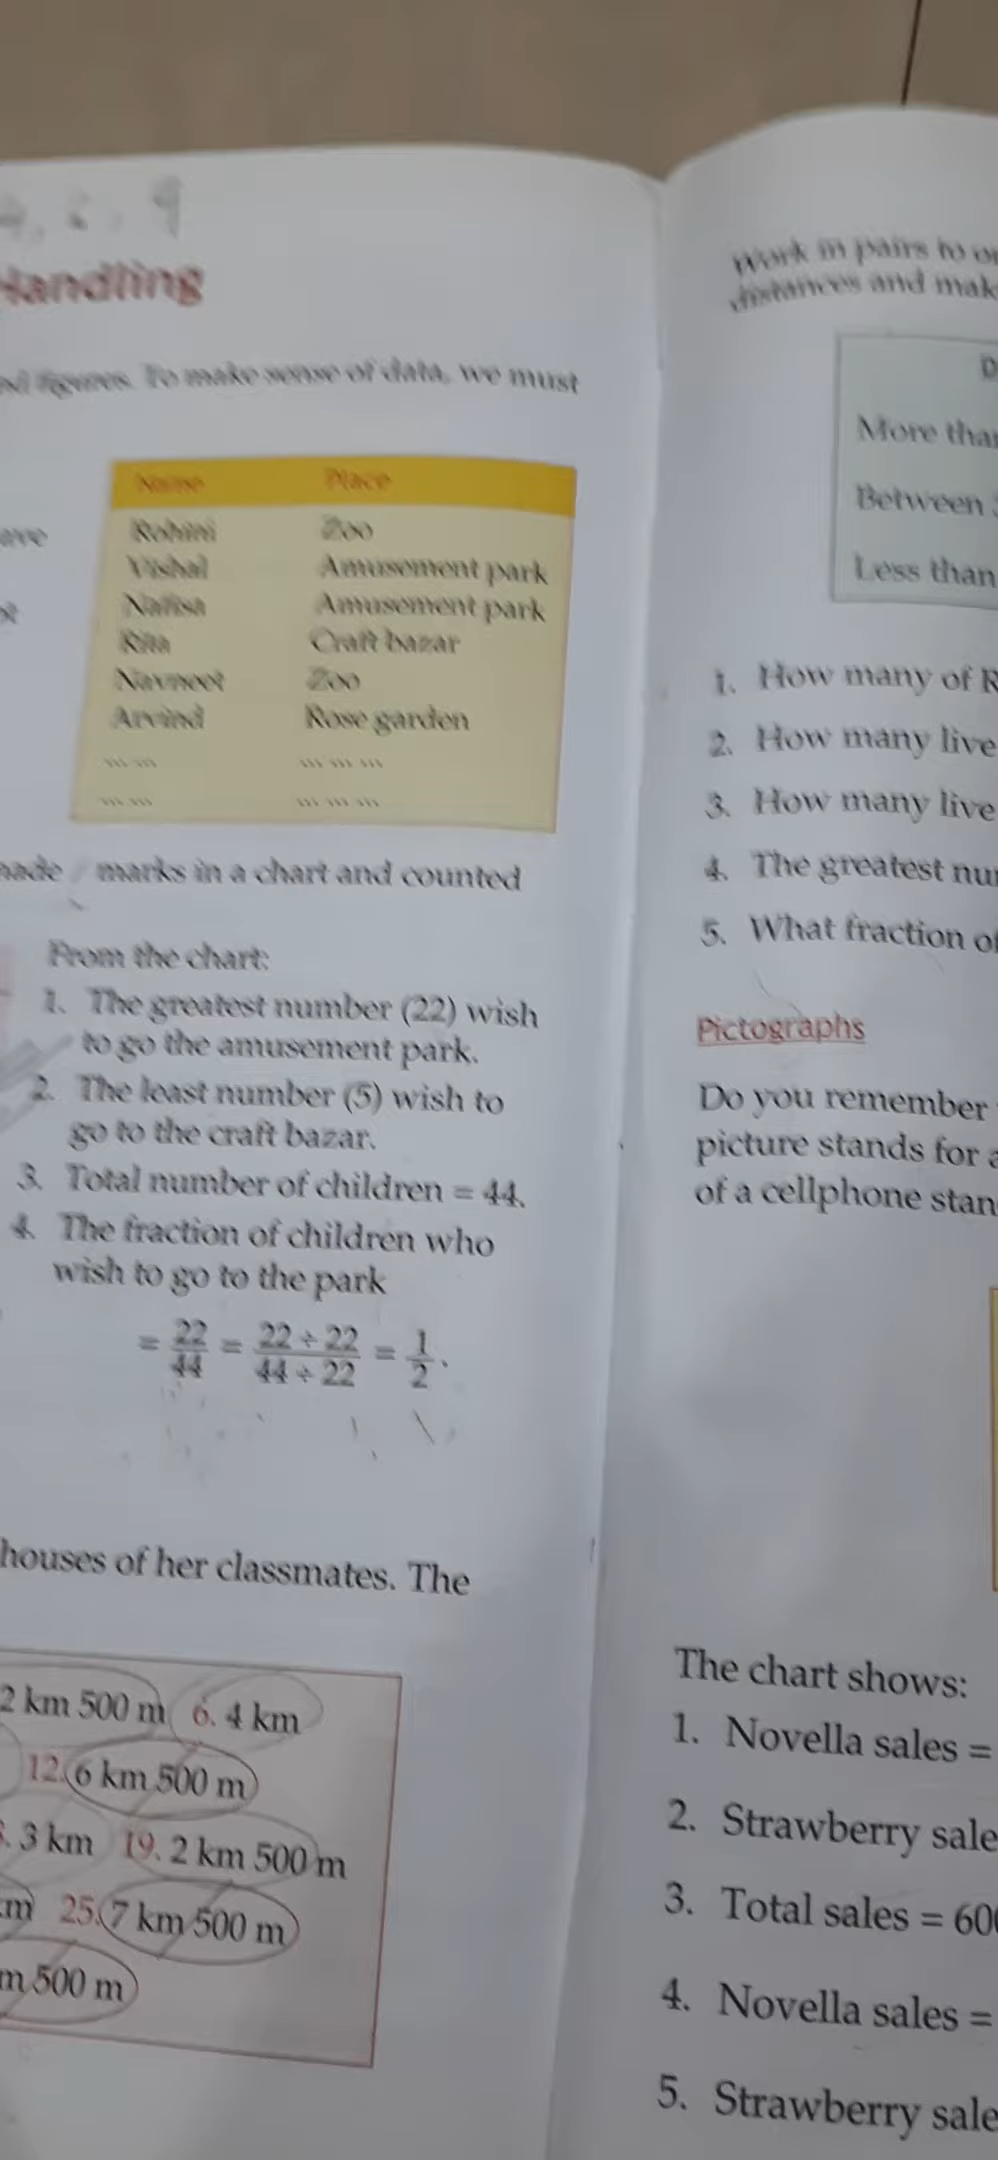 Handling
figures. To make sense of data, we must
Name Place
Rohini Zoo
Vishal Amusement park
Nafisa Amusement park
Rita Craft bazar
Navneet Zoo
Arvind Rose garden
... ... ... ... ...
... ... ... ... ...
marks in a chart and counted
From the chart:
1. The greatest number (22) wish
to go the amusement park.
2. The least number (5) wish to
go to the craft bazar.
3. Total number of children = 44.
4. The fraction of children who
wish to go to the park
= 22/44 = 22 ÷ 22 / 44 ÷ 22 = 1/2.
houses of her classmates. The
2 km 500 m 6. 4 km
12. 6 km 500 m
3 km 19. 2 km 500 m
m 25. 7 km 500 m
m 500 m
Work in pairs to
distances and
More
Between
Less than
1. How many of
2. How many live
3. How many live
4. The greatest
5. What fraction
Pictographs
Do you remember
picture stands for
of a cellphone
The chart shows:
1. Novella sales =
2. Strawberry
3. Total sales =
4. Novella sales =
5. Strawberry